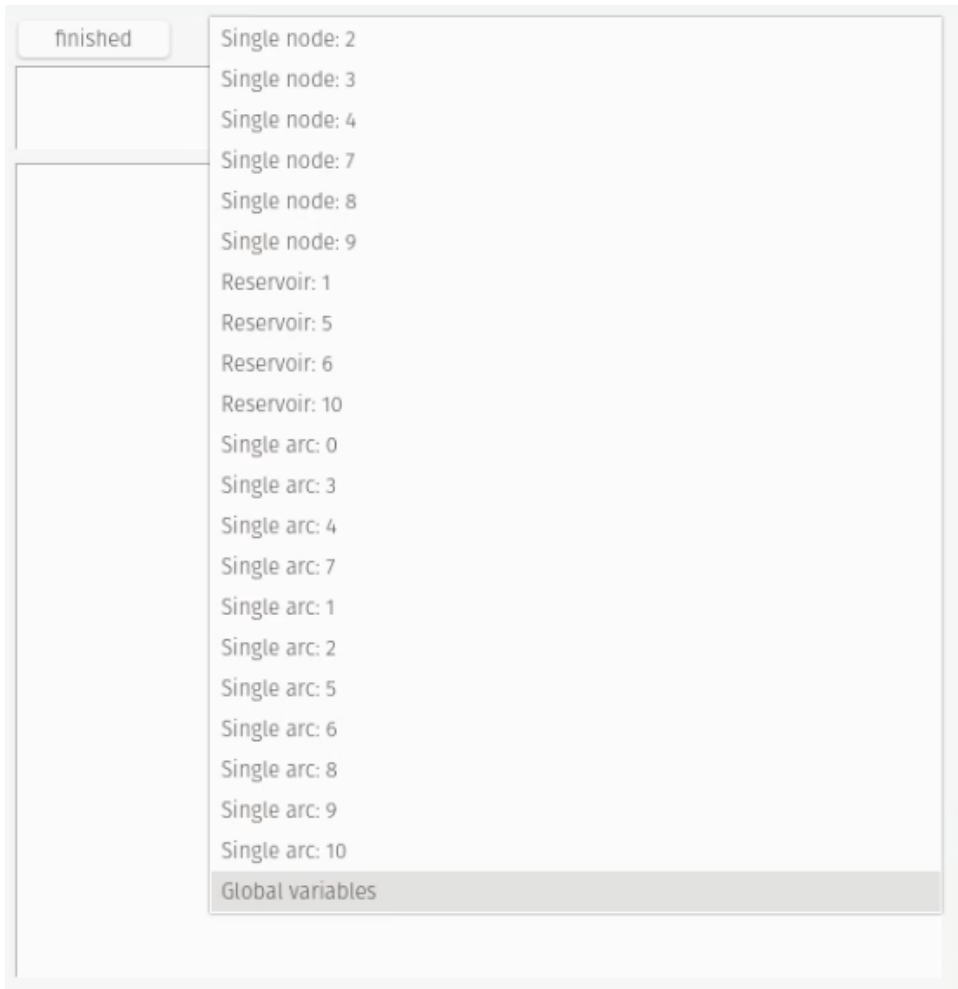 finished
Single node: 2
Single node: 3
Single node: 4
Single node: 7
Single node: 8
Single node: 9
Reservoir: 1
Reservoir: 5
Reservoir: 6
Reservoir: 10
Single arc: 0
Single arc: 3
Single arc: 4
Single arc: 7
Single arc: 1
Single arc: 2
Single arc: 5
Single arc: 6
Single arc: 8
Single arc: 9
Single arc: 10
Global variables